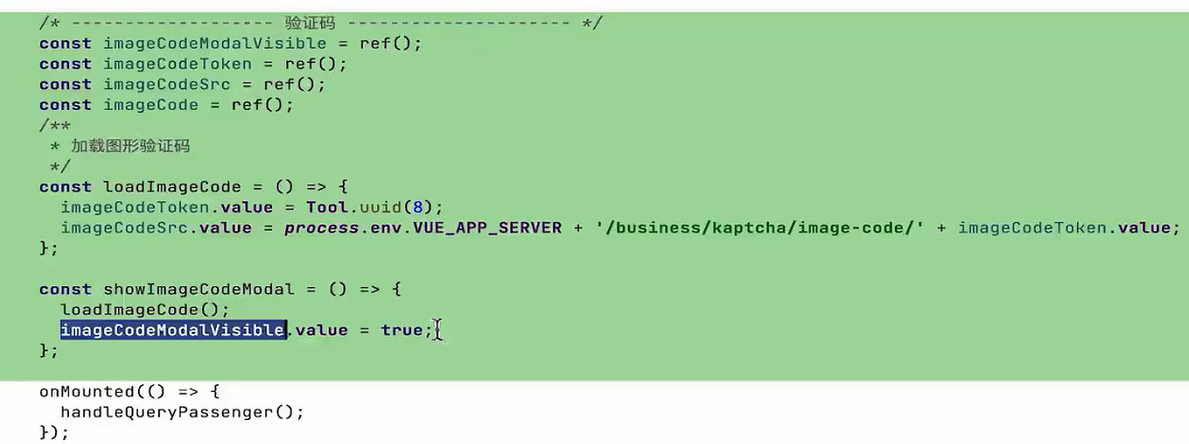 /* ------------------- 验证码 --------------------- */
const imageCodeModalVisible = ref();
const imageCodeToken = ref();
const imageCodeSrc = ref();
const imageCode = ref();
/**
 * 加载图形验证码
 */
const loadImageCode = () => {
  imageCodeToken.value = Tool.uuid(8);
  imageCodeSrc.value = process.env.VUE_APP_SERVER + '/business/kaptcha/image-code/' + imageCodeToken.value;
};
const showImageCodeModal = () => {
  loadImageCode();
  imageCodeModalVisible.value = true;
};
onMounted(() => {
  handleQueryPassenger();
});